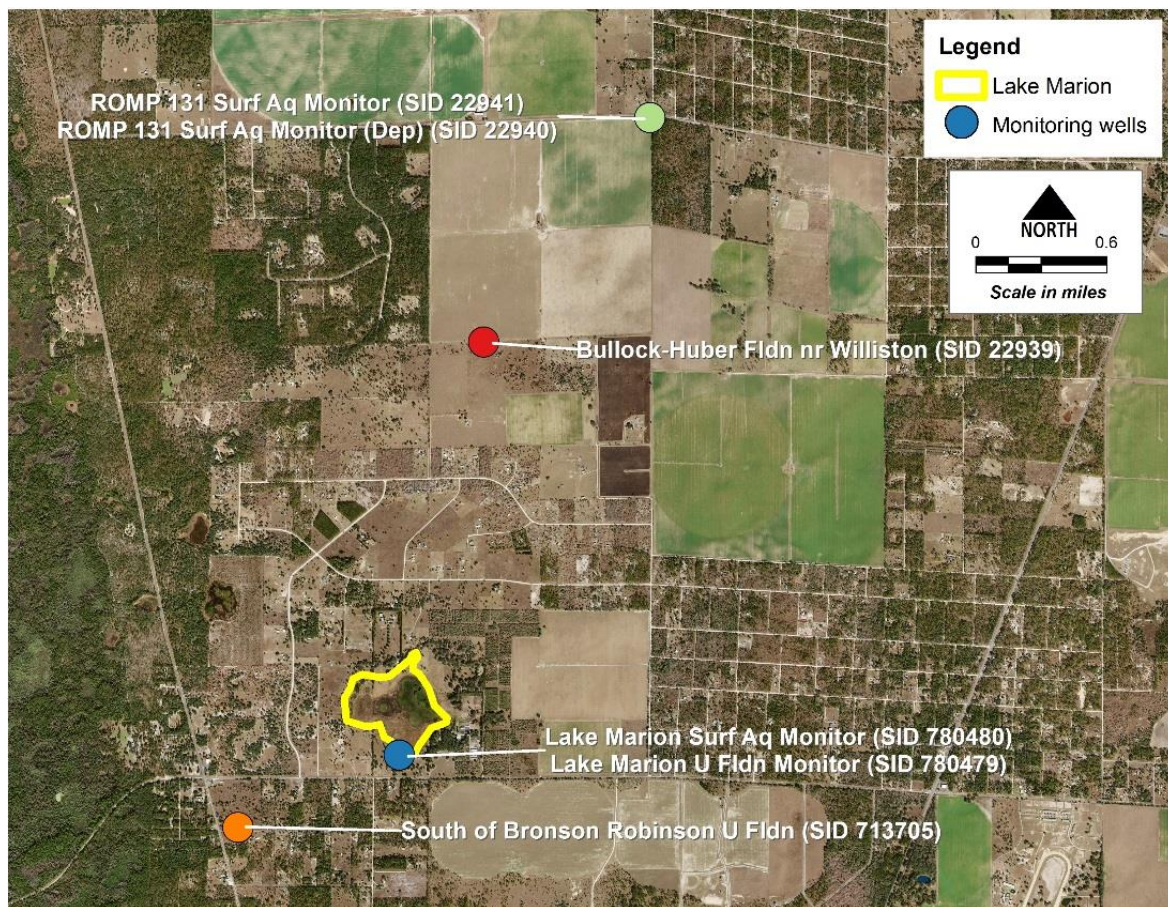 Legend
Lake Marion
Monitoring wells
ROMP 131 Surf Aq Monitor (SID 22941)
ROMP 131 Surf Aq Monitor (Dep) (SID 22940)
NORTH
0 0.6
Scale in miles
Bullock-Huber Fldn nr Williston (SID 22939)
Lake Marion Surf Aq Monitor (SID 780480)
Lake Marion U Fldn Monitor (SID 780479)
South of Bronson Robinson U Fldn (SID 713705)